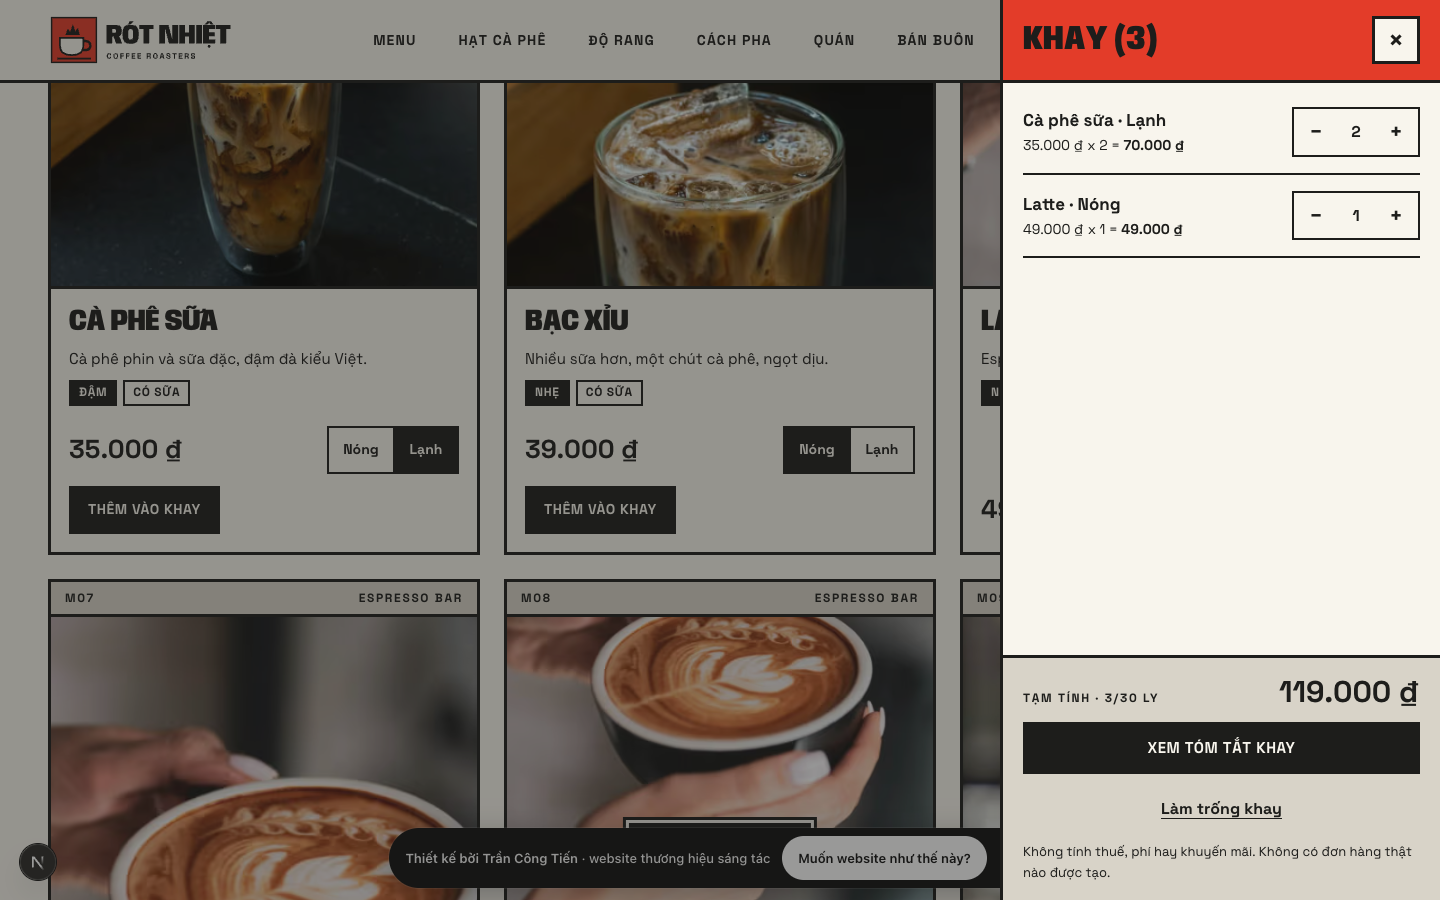 RÓT NHIỆT
COFFEE ROASTERS
MENU
HẠT CÀ PHÊ
ĐỘ RANG
CÁCH PHA
QUÁN
BÁN BUÔN
KHAY (3)
×
Cà phê sữa · Lạnh
35.000 ₫ x 2 = 70.000 ₫
− 2 +
Latte · Nóng
49.000 ₫ x 1 = 49.000 ₫
− 1 +
CÀ PHÊ SỮA
Cà phê phin và sữa đặc, đậm đà kiểu Việt.
ĐẬM
CÓ SỮA
35.000 ₫
Nóng
Lạnh
THÊM VÀO KHAY
BẠC XỈU
Nhiều sữa hơn, một chút cà phê, ngọt dịu.
NHẸ
CÓ SỮA
39.000 ₫
Nóng
Lạnh
THÊM VÀO KHAY
M07
ESPRESSO BAR
M08
ESPRESSO BAR
TẠM TÍNH · 3/30 LY
119.000 ₫
XEM TÓM TẮT KHAY
Làm trống khay
Không tính thuế, phí hay khuyến mãi. Không có đơn hàng thật
nào được tạo.
N
Thiết kế bởi Trần Công Tiến · website thương hiệu sáng tác
Muốn website như thế này?